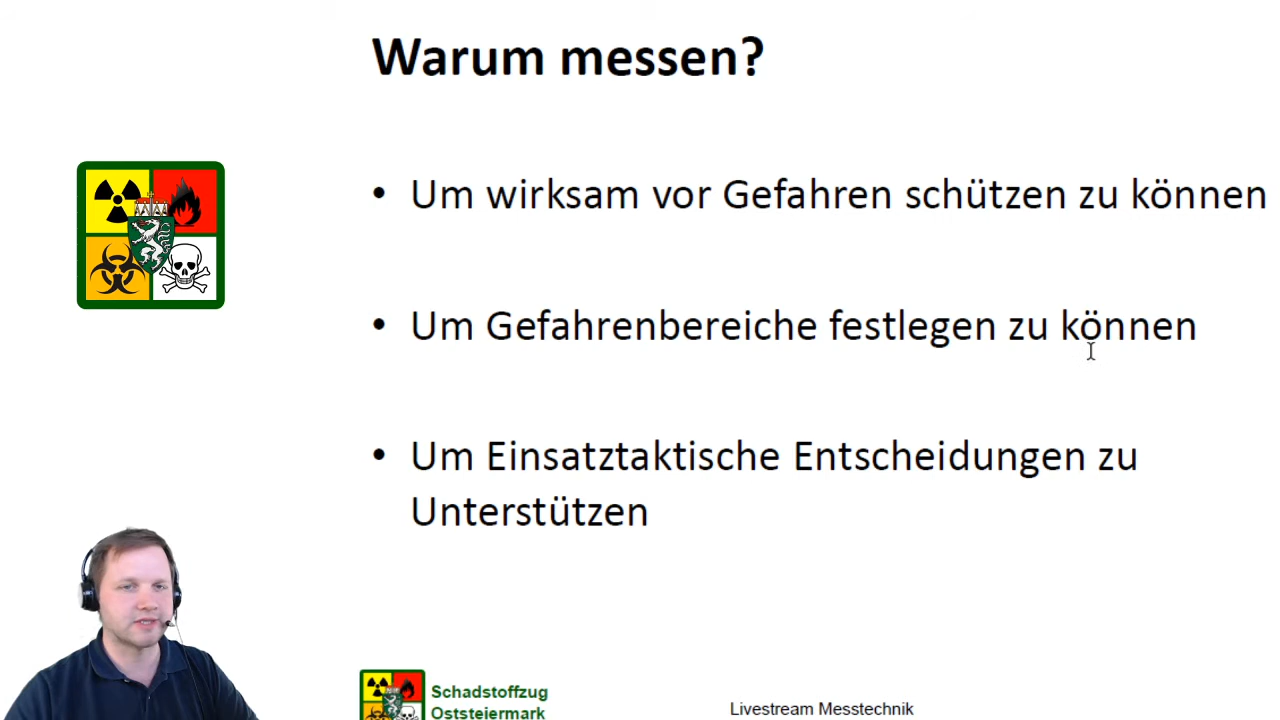 Warum messen?
• Um wirksam vor Gefahren schützen zu können
• Um Gefahrenbereiche festlegen zu können
• Um Einsatztaktische Entscheidungen zu
Unterstützen
Schadstoffzug
Oststeiermark
Livestream Messtechnik